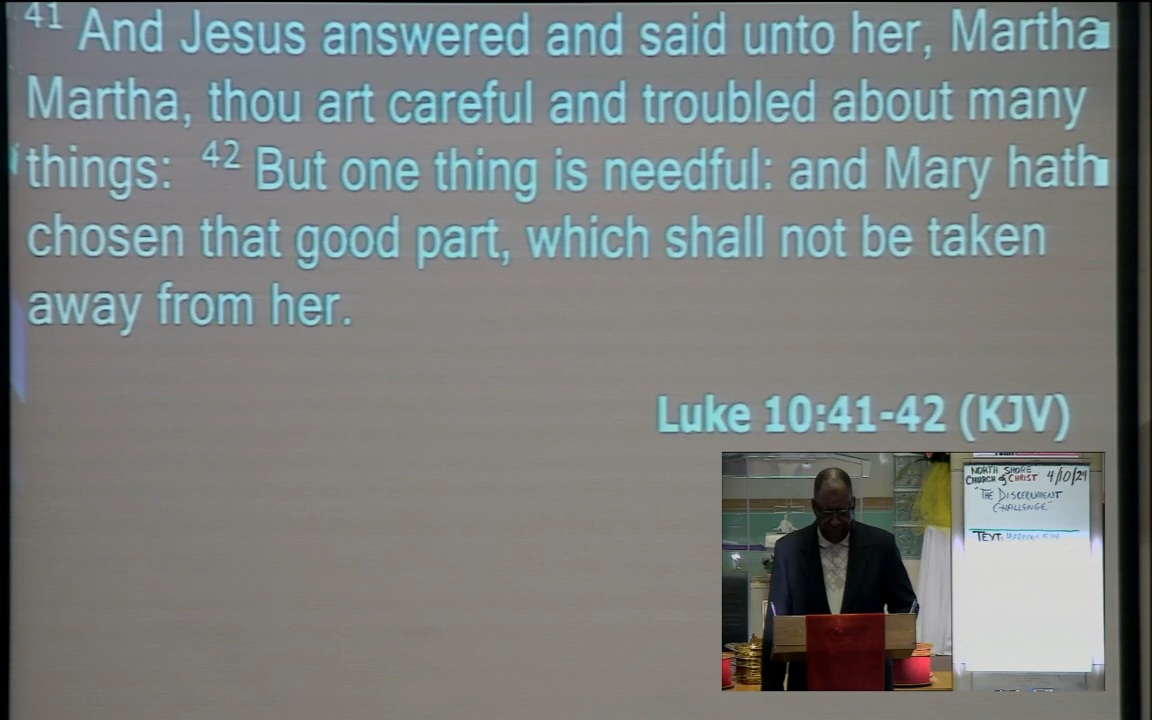 41 And Jesus answered and said unto her, Martha
Martha, thou art careful and troubled about many
things: 42 But one thing is needful: and Mary hath
chosen that good part, which shall not be taken
away from her.
Luke 10:41-42 (KJV)
NORTH SHORE
CHURCH of CHRIST 4/10/24
"THE DISCERNMENT
CHALLENGE"
TEXT: